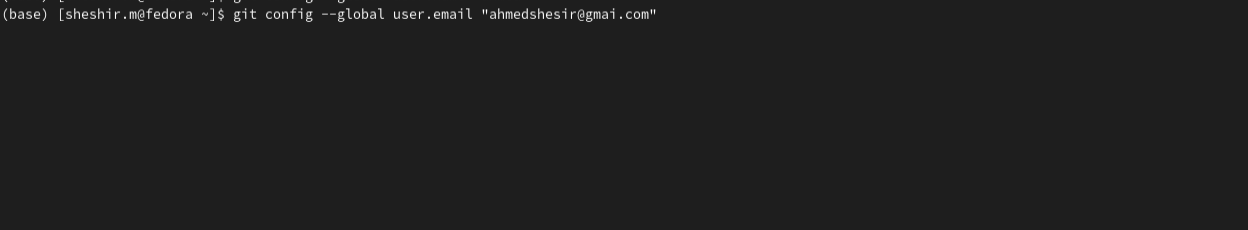 (base) [sheshir.m@fedora ~]$ git config --global user.email "ahmedshesir@gmai.com"